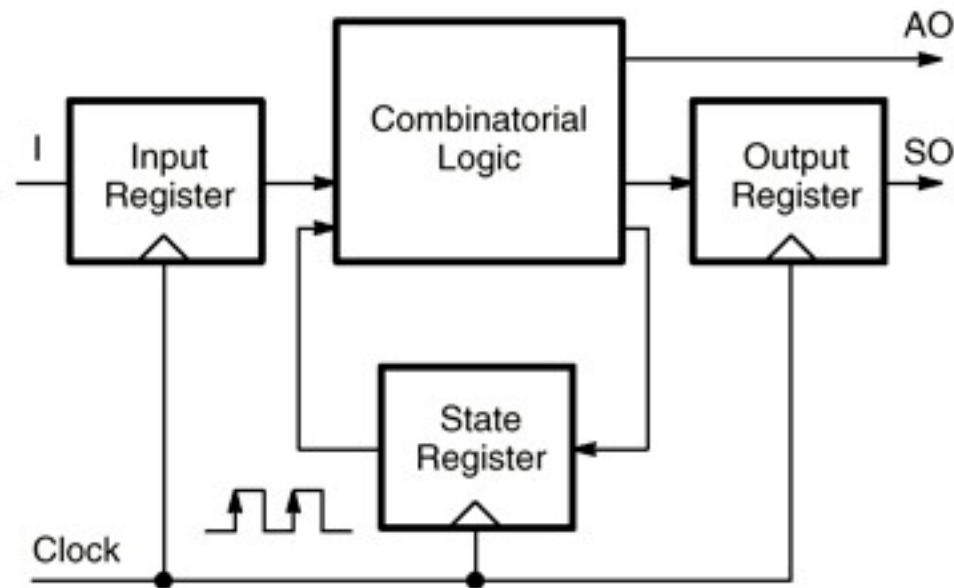 AO
Combinatorial
Logic
I
Input
Register
Output
Register
SO
State
Register
Clock